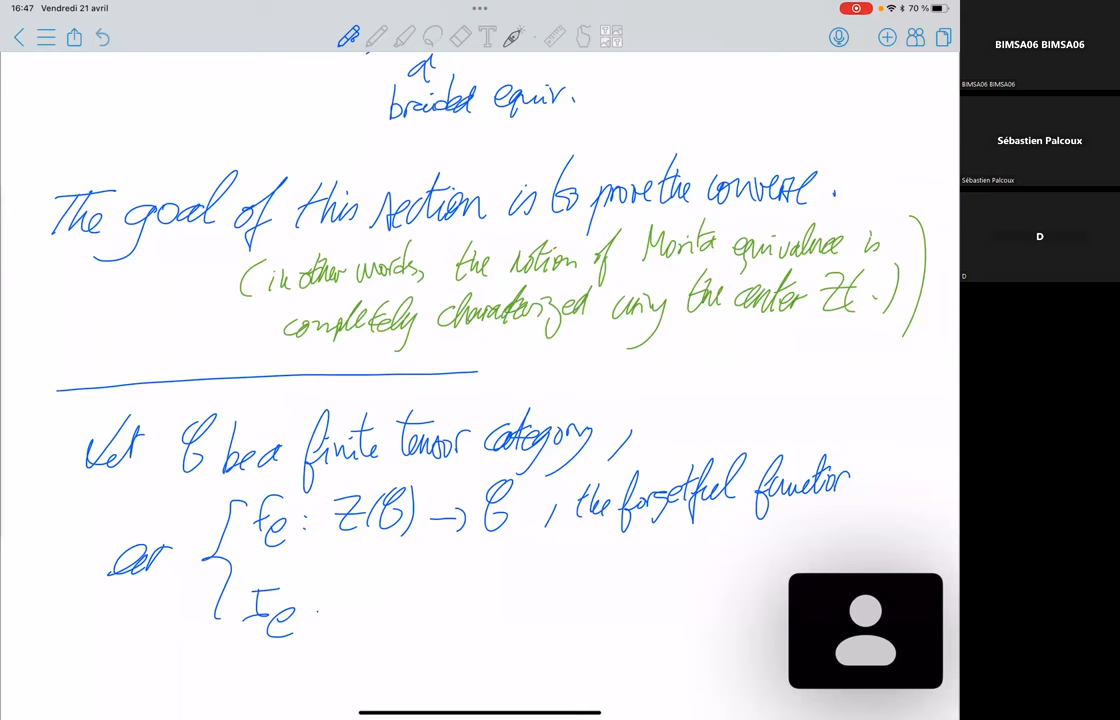 16:47 Vendredi 21 avril
70 %
a
braided equiv.
The goal of this section is to prove the converse.
(in other words, the notion of Morita equivalence is
completely characterized using the center Z(.))
Let C be a finite tensor category,
let { F_C : Z(C) → C, the forgetful functor
I_C
BIMSA06 BIMSA06
BIMSA06 BIMSA06
Sébastien Palcoux
Sébastien Palcoux
D
D